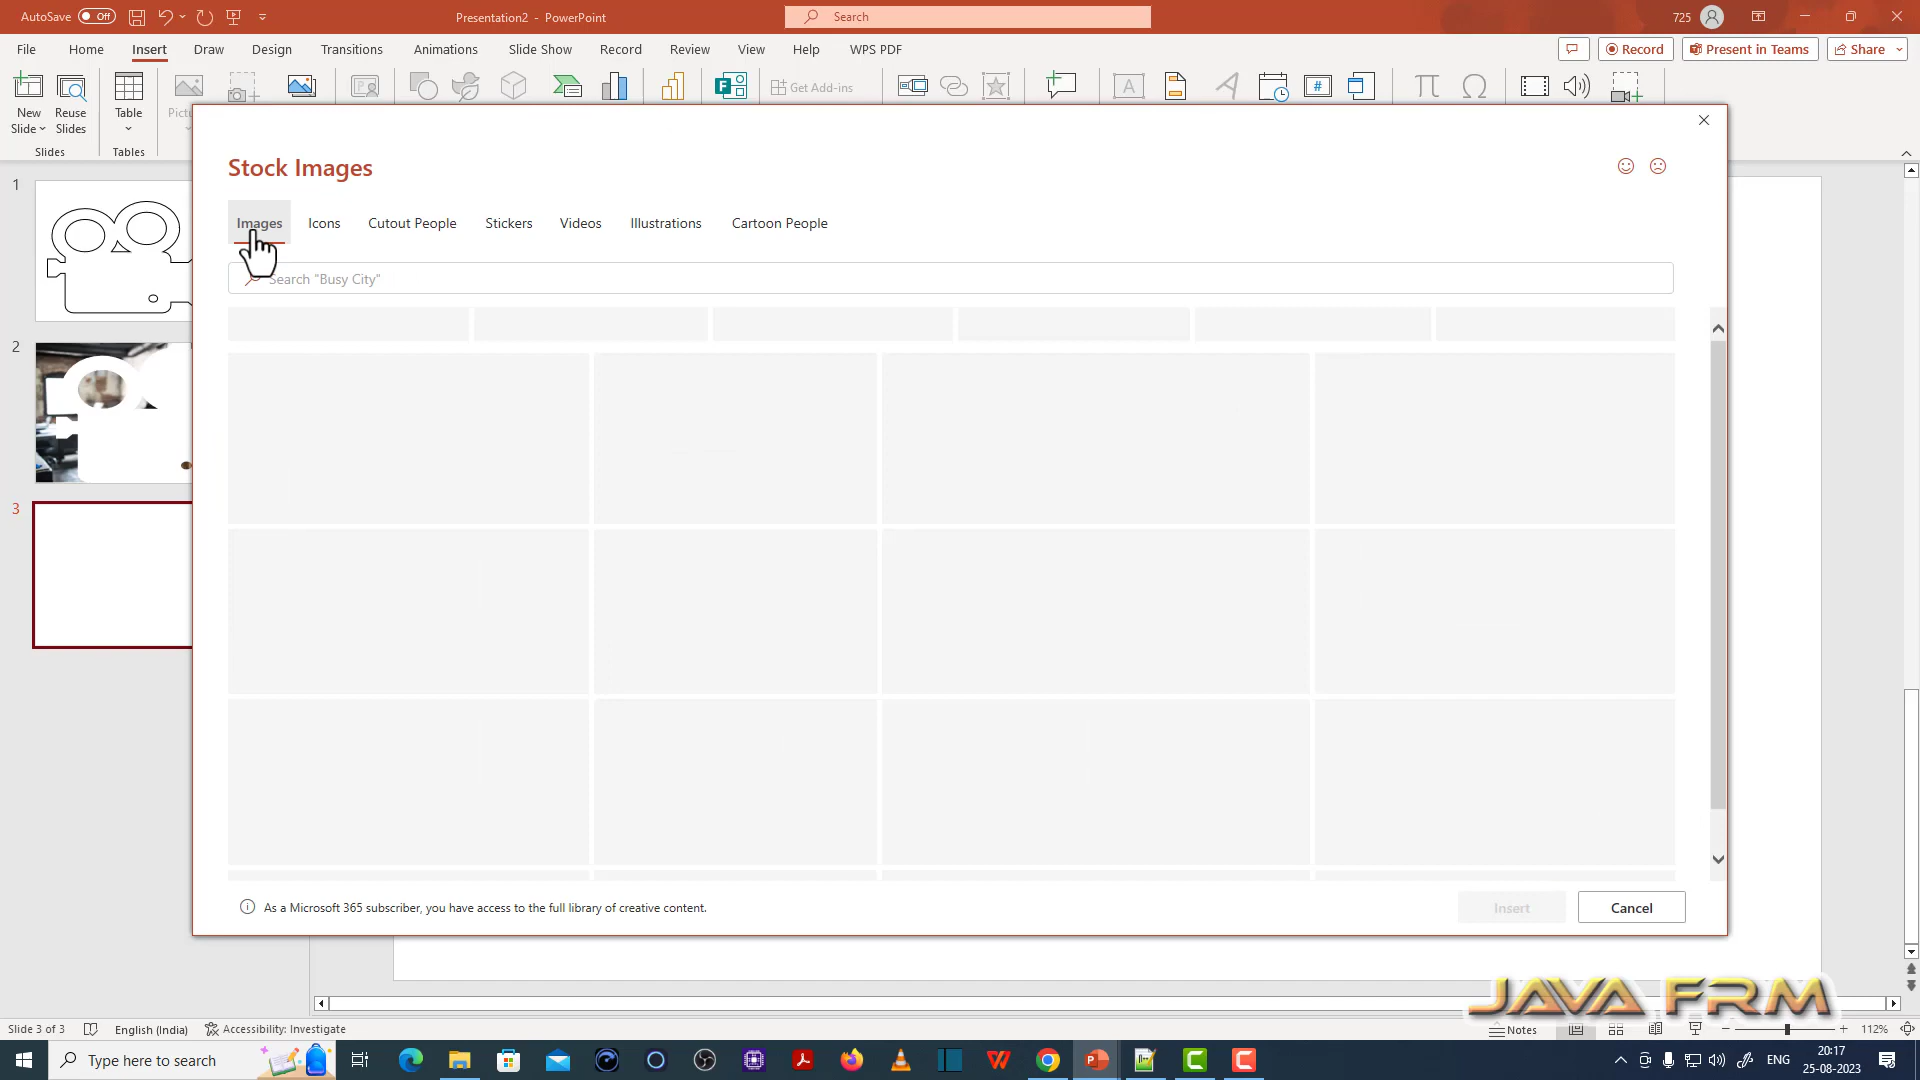 AutoSave Off
Presentation2 - PowerPoint
Search
725
File Home Insert Draw Design Transitions Animations Slide Show Record Review View Help WPS PDF
Record
Present in Teams
Share
New Slide
Reuse Slides
Table
Get Add-ins
Slides
Tables
Stock Images
Images Icons Cutout People Stickers Videos Illustrations Cartoon People
Search "Busy City"
1
2
3
As a Microsoft 365 subscriber, you have access to the full library of creative content.
Insert
Cancel
JAVA FRM
Slide 3 of 3
English (India)
Accessibility: Investigate
Notes
112%
Type here to search
ENG
20:17
25-08-2023